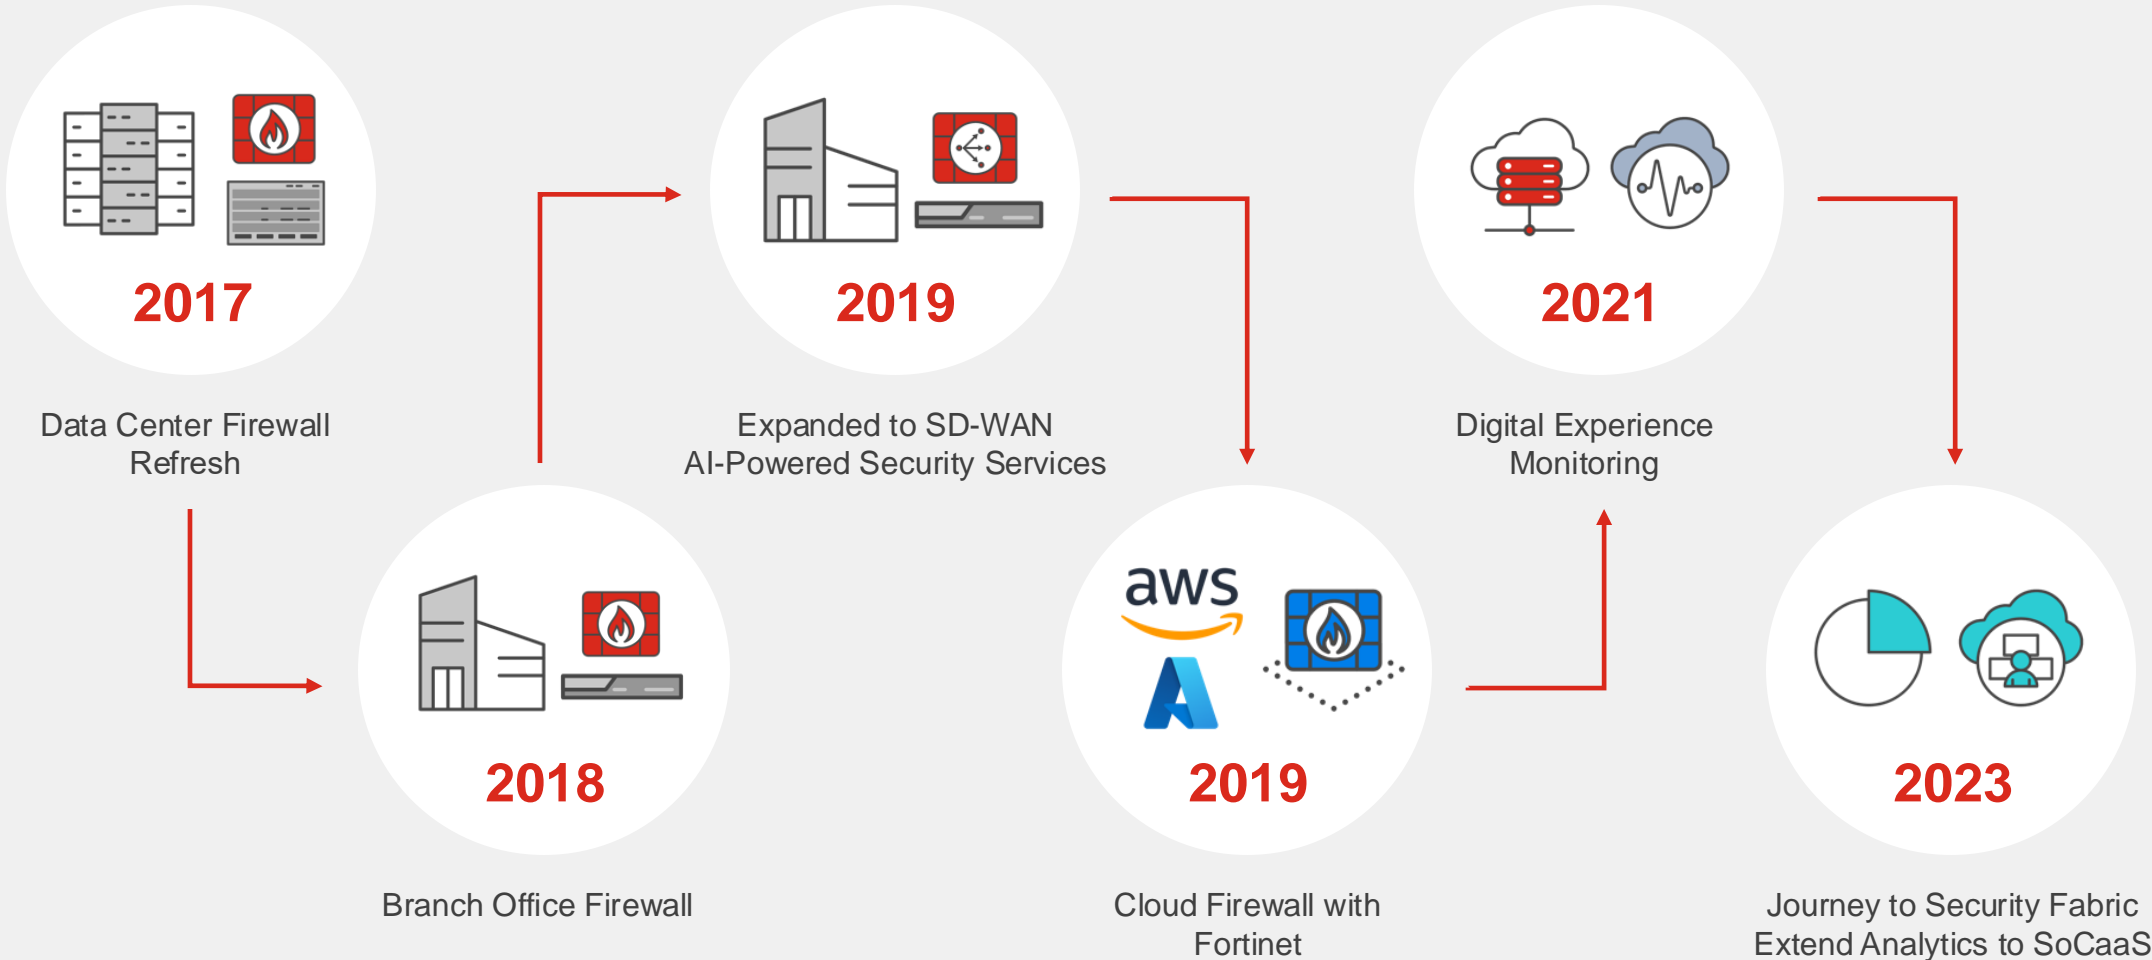 2017
Data Center Firewall
Refresh
2018
Branch Office Firewall
2019
Expanded to SD-WAN
AI-Powered Security Services
aws
2019
Cloud Firewall with
Fortinet
2021
Digital Experience
Monitoring
2023
Journey to Security Fabric
Extend Analytics to SoCaaS